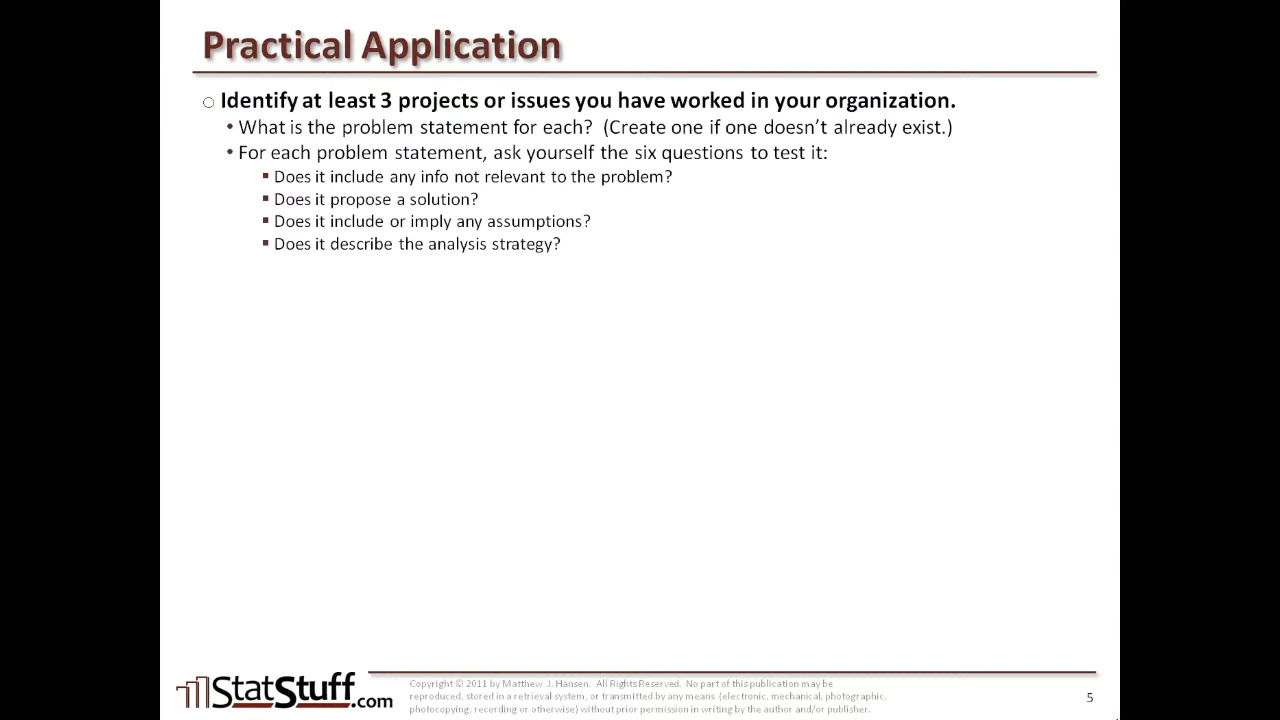 Practical Application
Identify at least 3 projects or issues you have worked in your organization.
• What is the problem statement for each? (Create one if one doesn't already exist.)
• For each problem statement, ask yourself the six questions to test it:
▪ Does it include any info not relevant to the problem?
▪ Does it propose a solution?
▪ Does it include or imply any assumptions?
▪ Does it describe the analysis strategy?
StatStuff.com
Copyright © 2011 by Matthew J. Hansen. All Rights Reserved. No part of this publication may be
reproduced, stored in a retrieval system, or transmitted by any means (electronic, mechanical, photographic,
photocopying, recording or otherwise) without prior permission in writing by the author and/or publisher.
5